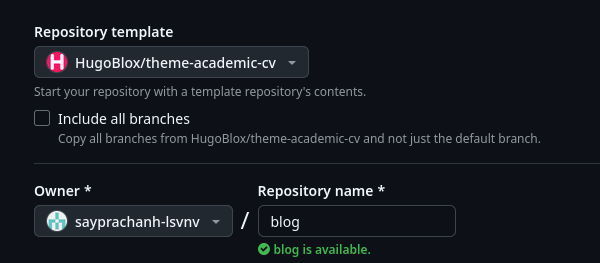 Repository template
HugoBlox/theme-academic-cv
Start your repository with a template repository's contents.
Include all branches
Copy all branches from HugoBlox/theme-academic-cv and not just the default branch.
Owner * Repository name *
sayprachanh-lsvnv / blog
blog is available.